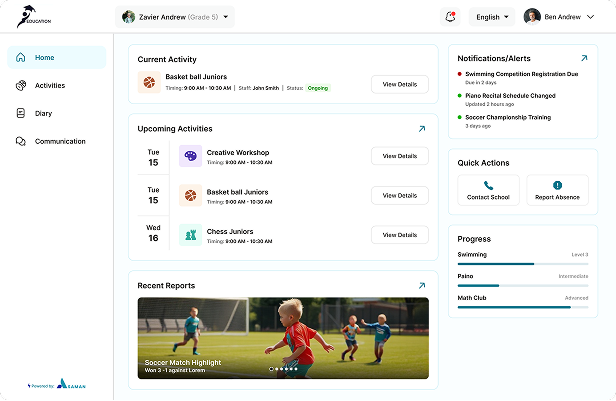 EDUCATION
Zavier Andrew (Grade 5)
English
Ben Andrew
Home
Activities
Diary
Communication
Current Activity
Basket ball Juniors
Timing: 9:00 AM - 10:30 AM | Staff: John Smith | Status: Ongoing
View Details
Upcoming Activities
Tue
15
Creative Workshop
Timing: 9:00 AM - 10:30 AM
View Details
Tue
15
Basket ball Juniors
Timing: 9:00 AM - 10:30 AM
View Details
Wed
16
Chess Juniors
Timing: 9:00 AM - 10:30 AM
View Details
Recent Reports
Soccer Match Highlight
Won 3 -1 against Lorem
Notifications/Alerts
Swimming Competition Registration Due
Due in 2 days
Piano Recital Schedule Changed
Updated 2 hours ago
Soccer Championship Training
3 days ago
Quick Actions
Contact School
Report Absence
Progress
Swimming
Level 3
Paino
Intermediate
Math Club
Advanced
Powered by:
ASAMAN